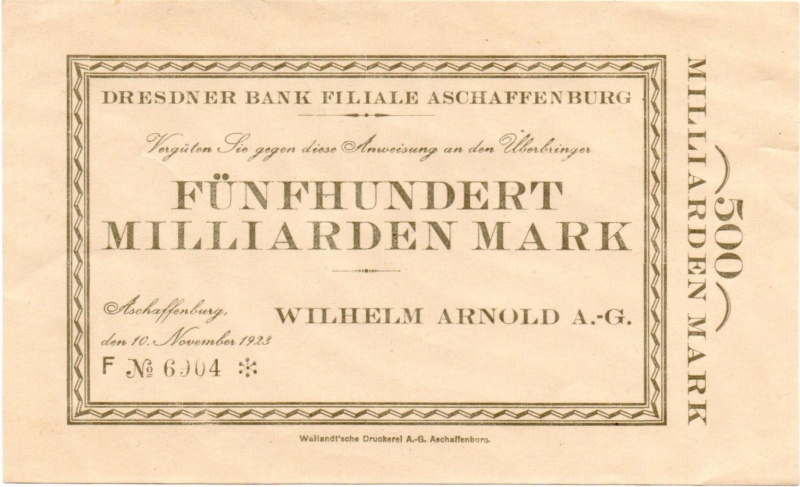 DRESDNER BANK FILIALE ASCHAFFENBURG
Vergüten Sie gegen diese Anweisung an den Überbringer
FÜNFHUNDERT
MILLIARDEN MARK
Aschaffenburg,
den 10. November 1923
WILHELM ARNOLD A.-G.
F № 6904 *
500
MILLIARDEN MARK
Wailandt'sche Druckerei A.-G. Aschaffenburg.